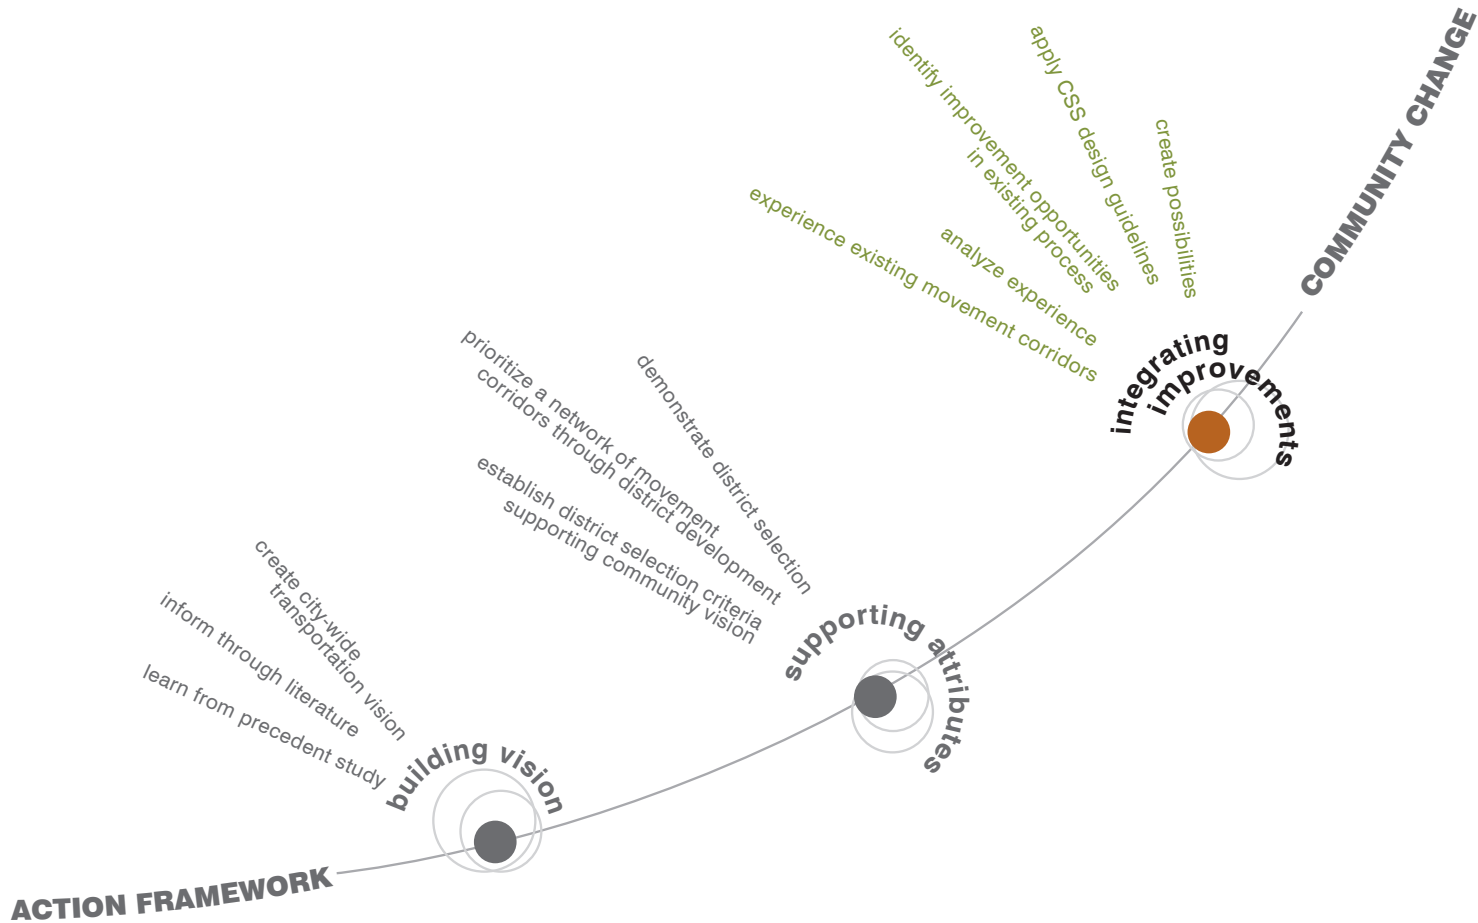 ACTION FRAMEWORK
learn from precedent study
inform through literature
create city-wide
transportation vision
building vision
establish district selection criteria
supporting community vision
prioritize a network of movement
corridors through district development
demonstrate district selection
supporting attributes
experience existing movement corridors
analyze experience
identify improvement opportunities
in existing process
apply CSS design guidelines
create possibilities
integrating
improvements
COMMUNITY CHANGE